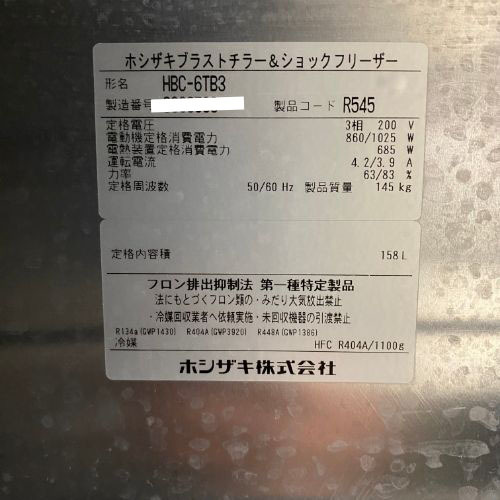 ホシザキブラストチラー＆ショックフリーザー
形名 HBC-6TB3
製造番号 製品コード R545
定格電圧 3相 200 V
電動機定格消費電力 860/1025 W
電熱装置定格消費電力 685 W
運転電流 4.2/3.9 A
力率 63/83 %
定格周波数 50/60 Hz 製品質量 145 kg
定格内容積 158L
フロン排出抑制法 第一種特定製品
法にもとづくフロン類の・みだり大気放出禁止
・冷媒回収業者へ依頼実施・未回収機器の引渡禁止
R134a(GWP1430) R404A(GWP3920) R448A(GWP1386)
冷媒 HFC R404A/1100g
ホシザキ株式会社